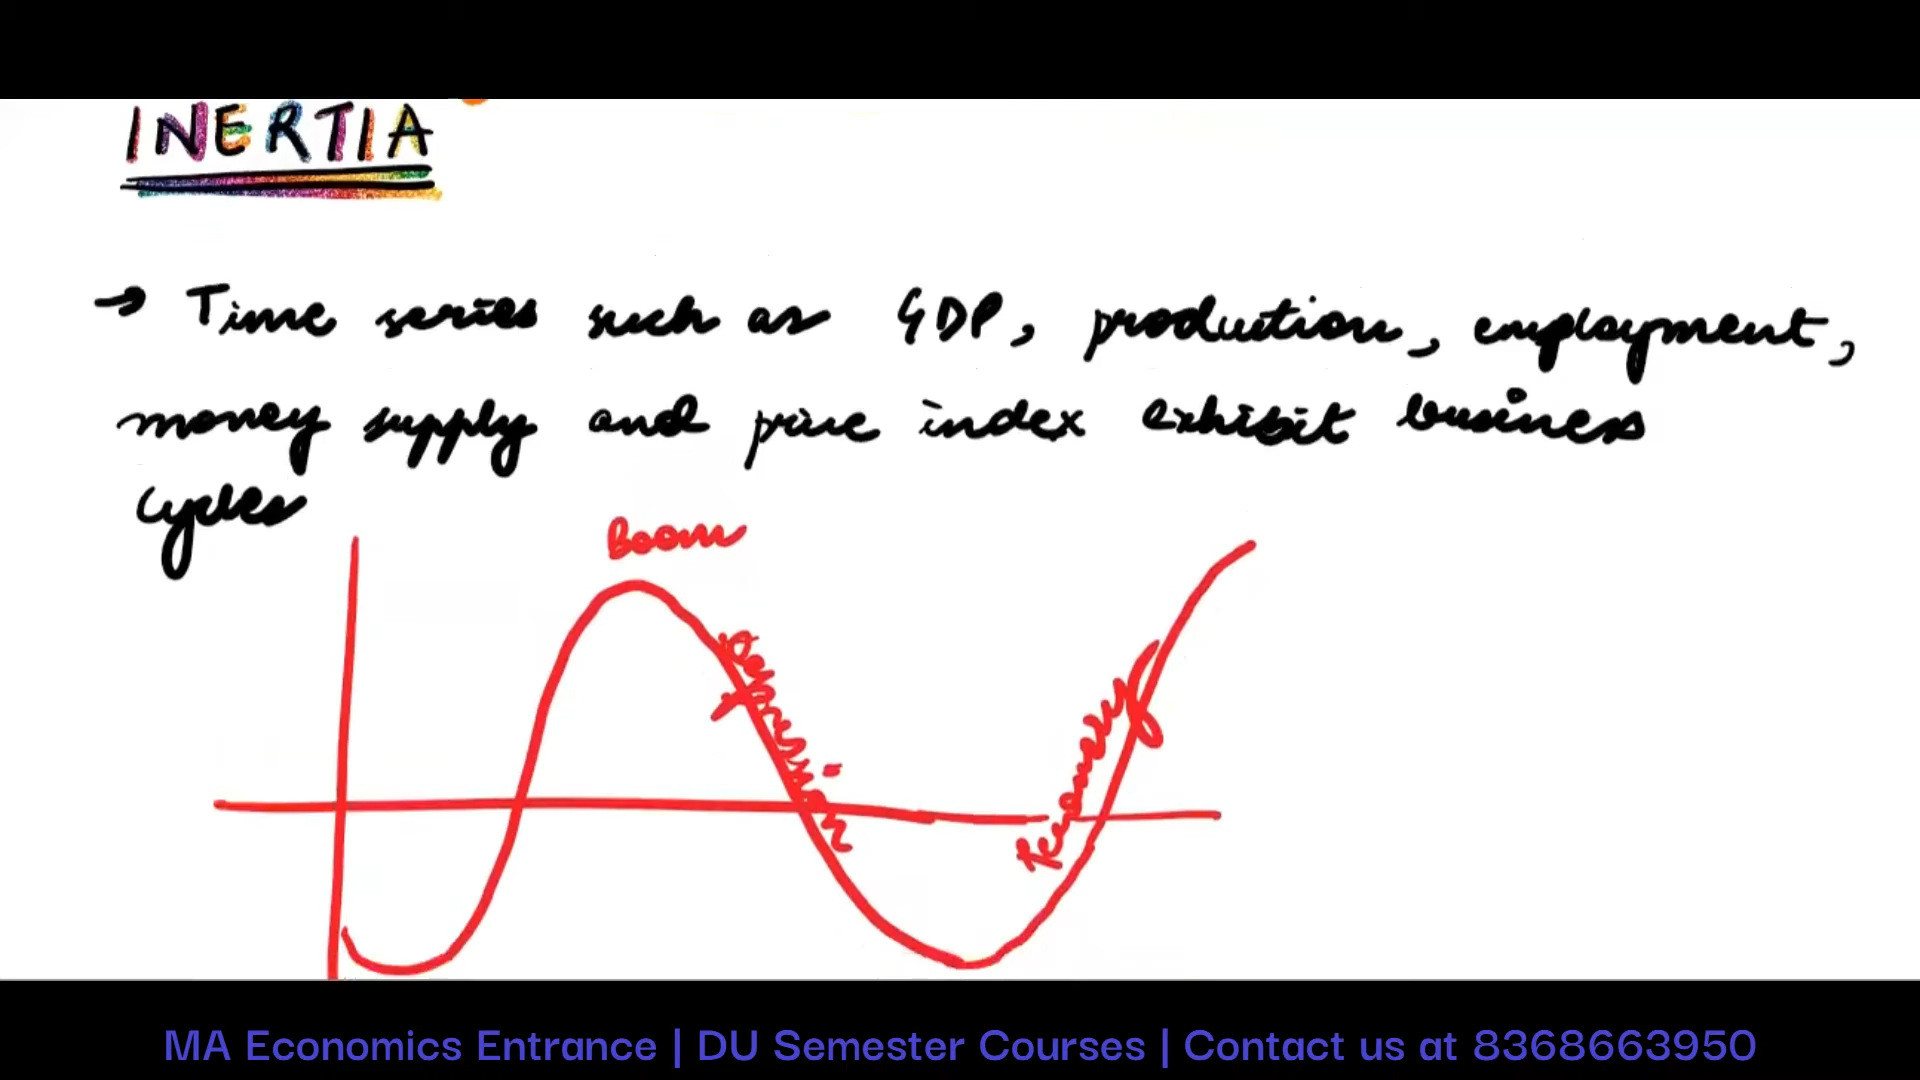 INERTIA
→ Time series such as GDP, production, employment,
money supply and price index exhibit business
cycles
Boom
Depression
Recovery
MA Economics Entrance | DU Semester Courses | Contact us at 8368663950